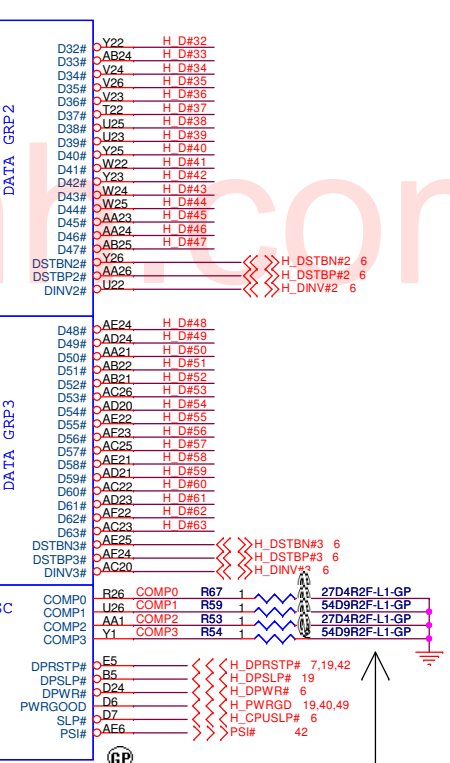 DATA GRP2
D32# Y22 H_D#32
D33# AB24 H_D#33
D34# V24 H_D#34
D35# V26 H_D#35
D36# V23 H_D#36
D37# T22 H_D#37
D38# U25 H_D#38
D39# U23 H_D#39
D40# Y25 H_D#40
D41# W22 H_D#41
D42# Y23 H_D#42
D43# W24 H_D#43
D44# W25 H_D#44
D45# AA23 H_D#45
D46# AA24 H_D#46
D47# AB25 H_D#47
DSTBN2# Y26 H_DSTBN#2 6
DSTBP2# AA26 H_DSTBP#2 6
DINV2# U22 H_DINV#2 6
DATA GRP3
D48# AE24 H_D#48
D49# AD24 H_D#49
D50# AA21 H_D#50
D51# AB22 H_D#51
D52# AB21 H_D#52
D53# AC26 H_D#53
D54# AD20 H_D#54
D55# AE22 H_D#55
D56# AF23 H_D#56
D57# AC25 H_D#57
D58# AE21 H_D#58
D59# AD21 H_D#59
D60# AC22 H_D#60
D61# AD23 H_D#61
D62# AF22 H_D#62
D63# AC23 H_D#63
DSTBN3# AE25 H_DSTBN#3 6
DSTBP3# AF24 H_DSTBP#3 6
DINV3# AC20 H_DINV#3 6
SC
COMP0 R26 COMP0 R67 1 27D4R2F-L1-GP
COMP1 U26 COMP1 R59 1 54D9R2F-L1-GP
COMP2 AA1 COMP2 R53 1 27D4R2F-L1-GP
COMP3 Y1 COMP3 R54 1 54D9R2F-L1-GP
DPRSTP# E5 H_DPRSTP# 7,19,42
DPSLP# B5 H_DPSLP# 19
DPWR# D24 H_DPWR# 6
PWRGOOD D6 H_PWRGD 19,40,49
SLP# D7 H_CPUSLP# 6
PSI# AE6 PSI# 42
GP